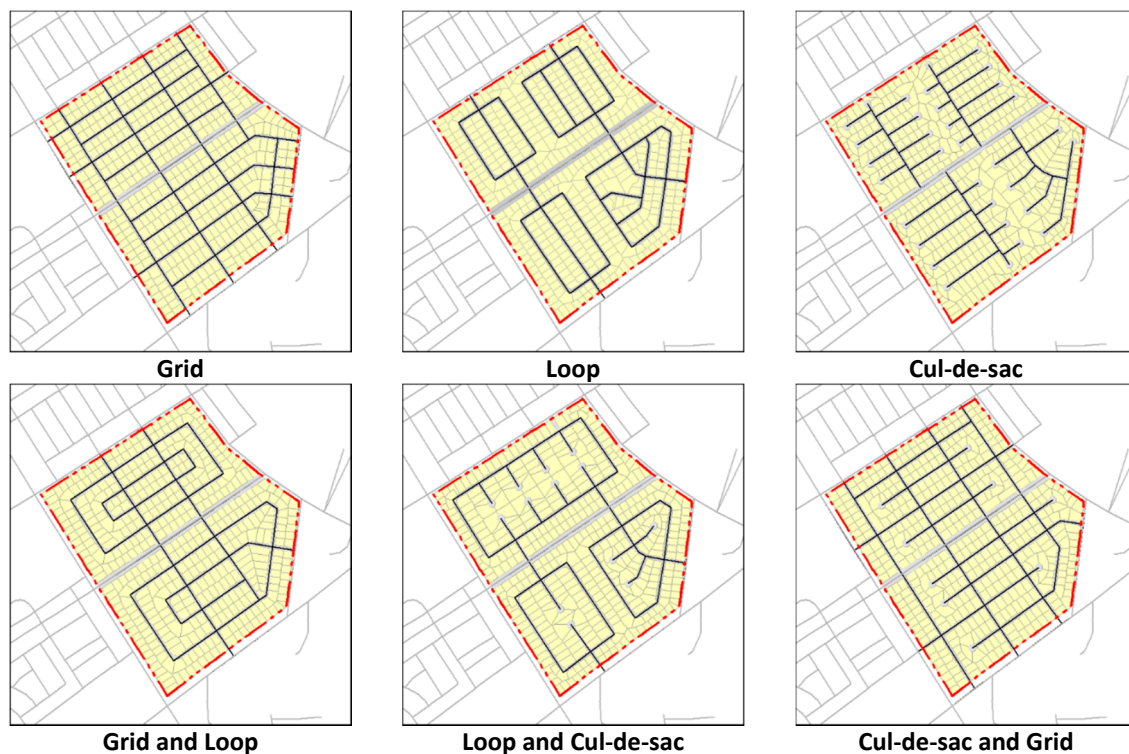 Grid
Loop
Cul-de-sac
Grid and Loop
Loop and Cul-de-sac
Cul-de-sac and Grid